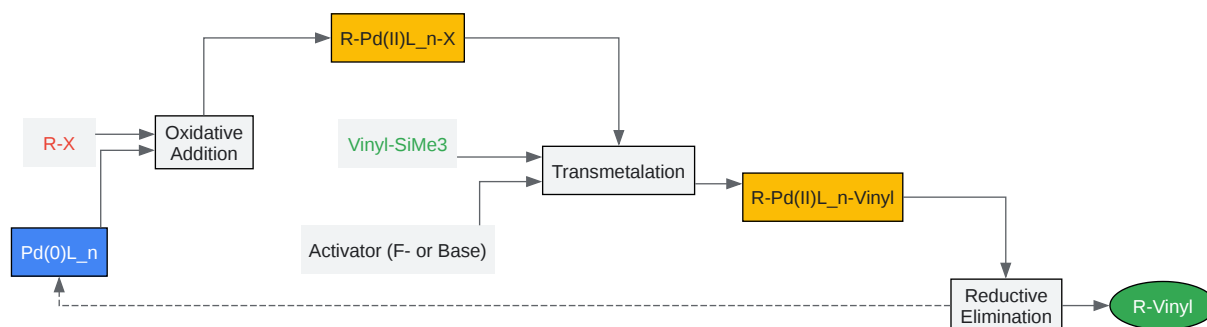 R-Pd(II)L_n-X
R-X
Oxidative
Addition
Vinyl-SiMe3
Transmetalation
R-Pd(II)L_n-Vinyl
Pd(0)L_n
Activator (F- or Base)
Reductive
Elimination
R-Vinyl